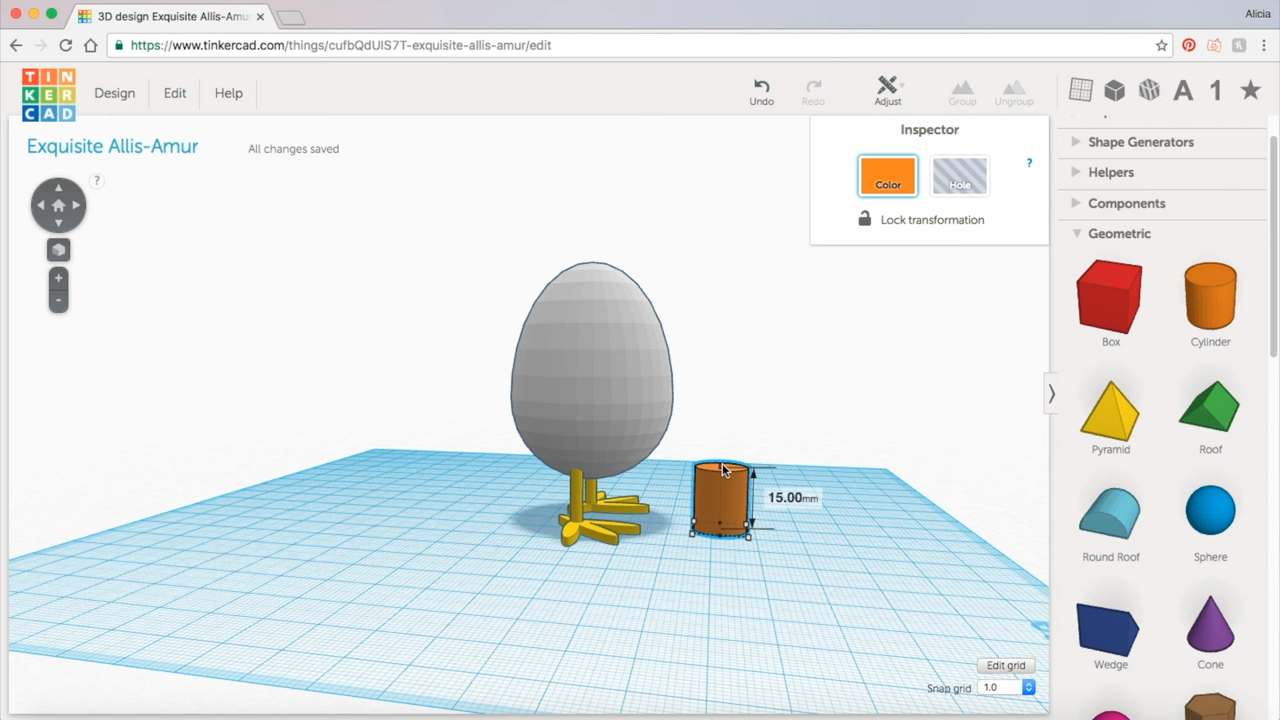 3D design Exquisite Allis-Amur
Alicia
https://www.tinkercad.com/things/cufbQdUIS7T-exquisite-allis-amur/edit
TIN
KER
CAD
Design
Edit
Help
Undo
Redo
Adjust
Group
Ungroup
Exquisite Allis-Amur
All changes saved
?
Inspector
Color
Hole
?
Lock transformation
Shape Generators
Helpers
Components
Geometric
Box
Cylinder
Pyramid
Roof
Round Roof
Sphere
Wedge
Cone
15.00mm
Edit grid
Snap grid 1.0